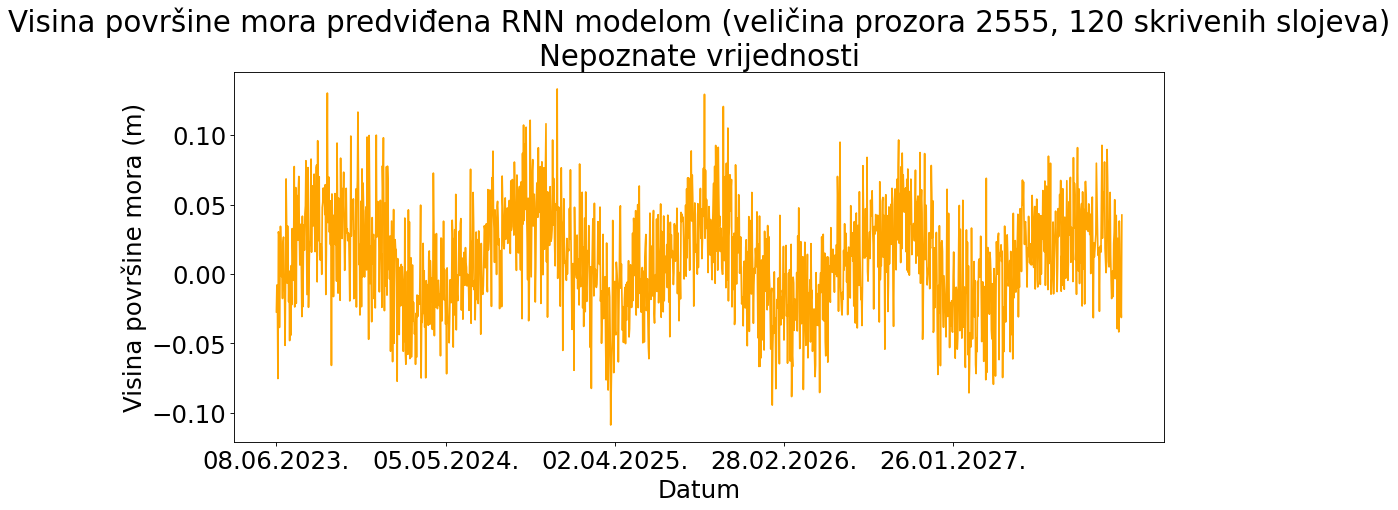 Visina površine mora predviđena RNN modelom (veličina prozora 2555, 120 skrivenih slojeva)
Nepoznate vrijednosti
Visina površine mora (m)
0.10
0.05
0.00
−0.05
−0.10
08.06.2023. 05.05.2024. 02.04.2025. 28.02.2026. 26.01.2027.
Datum